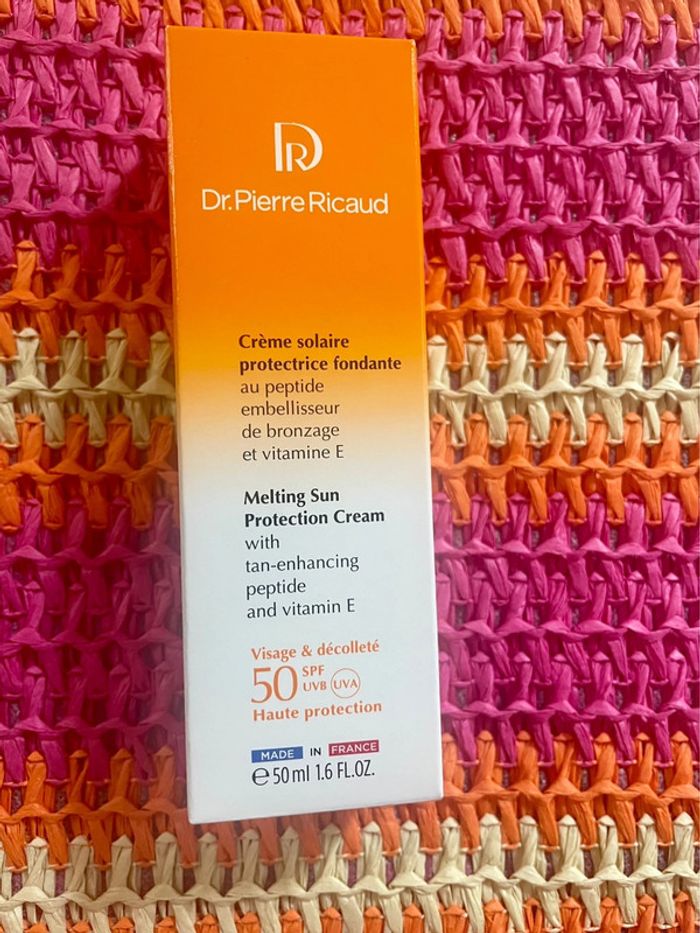 DR
Dr.Pierre Ricaud
Crème solaire
protectrice fondante
au peptide
embellisseur
de bronzage
et vitamine E
Melting Sun
Protection Cream
with
tan-enhancing
peptide
and vitamin E
Visage & décolleté
50 SPF
UVB UVA
Haute protection
MADE IN FRANCE
℮ 50 ml 1.6 FL.OZ.